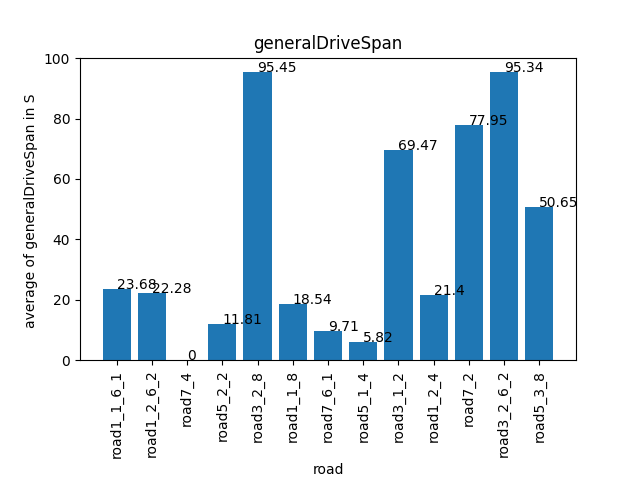 generalDriveSpan
average of generalDriveSpan in S
100
80
60
40
20
0
23.68
22.28
0
11.81
95.45
18.54
9.71
5.82
69.47
21.4
77.95
95.34
50.65
road1_1_6_1
road1_2_6_2
road7_4
road5_2_2
road3_2_8
road1_1_8
road7_6_1
road5_1_4
road3_1_2
road1_2_4
road7_2
road3_2_6_2
road5_3_8
road